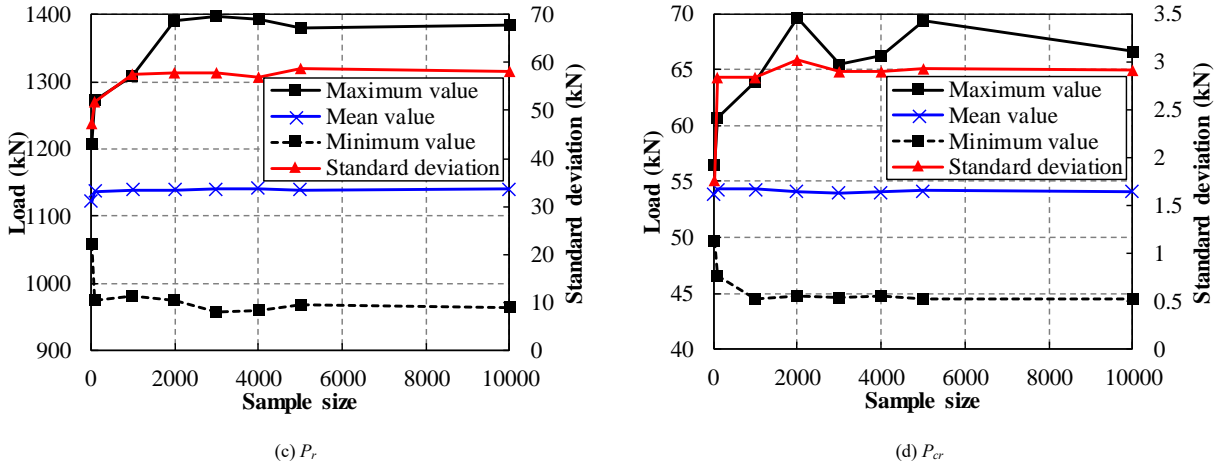 1400
1300
1200
1100
1000
900
Load (kN)
70
60
50
40
30
20
10
0
Standard deviation (kN)
Maximum value
Mean value
Minimum value
Standard deviation
0 2000 4000 6000 8000 10000
Sample size
(c) Pr
70
65
60
55
50
45
40
Load (kN)
3.5
3
2.5
2
1.5
1
0.5
0
Standard deviation (kN)
Maximum value
Mean value
Minimum value
Standard deviation
0 2000 4000 6000 8000 10000
Sample size
(d) Pcr